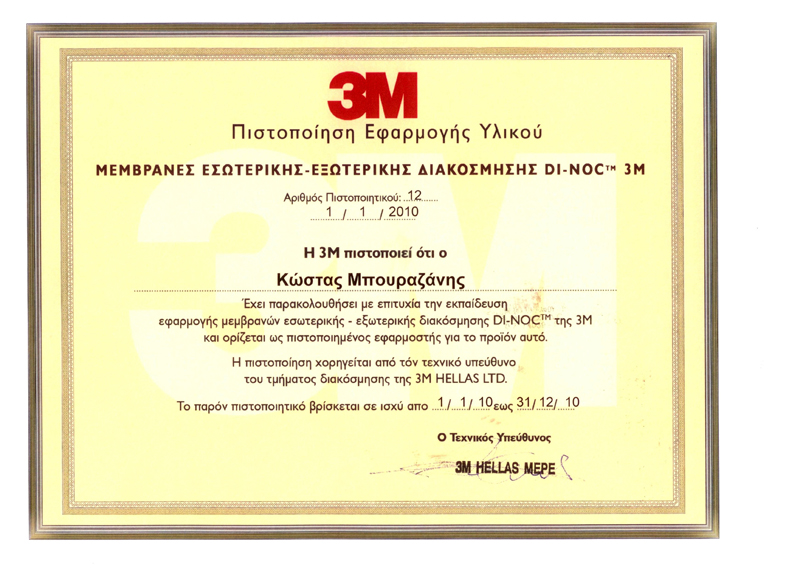 3M
Πιστοποίηση Εφαρμογής Υλικού
ΜΕΜΒΡΑΝΕΣ ΕΣΩΤΕΡΙΚΗΣ-ΕΞΩΤΕΡΙΚΗΣ ΔΙΑΚΟΣΜΗΣΗΣ DI-NOC™ 3M
Αριθμός Πιστοποιητικού: 12
1 / 1 / 2010
Η 3Μ πιστοποιεί ότι ο
Κώστας Μπουραζάνης
Έχει παρακολουθήσει με επιτυχία την εκπαίδευση
εφαρμογής μεμβρανών εσωτερικής - εξωτερικής διακόσμησης DI-NOC™ της 3Μ
και ορίζεται ως πιστοποιημένος εφαρμοστής για το προϊόν αυτό.
Η πιστοποίηση χορηγείται από τόν τεχνικό υπεύθυνο
του τμήματος διακόσμησης της 3M HELLAS LTD.
Το παρόν πιστοποιητικό βρίσκεται σε ισχύ απο 1/ 1/ 10 εως 31/ 12/ 10
Ο Τεχνικός Υπεύθυνος
3M HELLAS ΜΕΡΕ